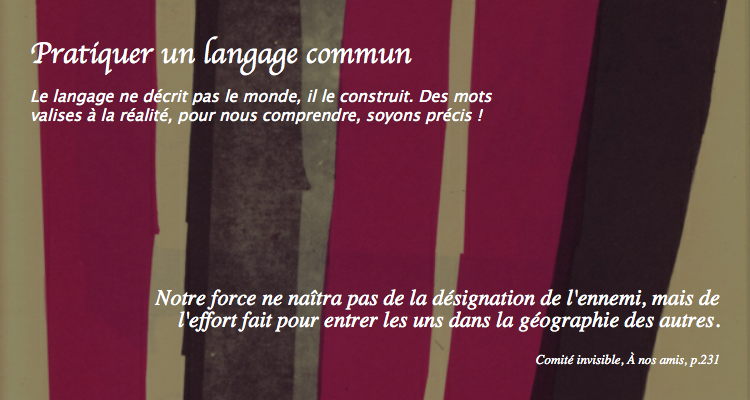 Pratiquer un langage commun
Le langage ne décrit pas le monde, il le construit. Des mots
valises à la réalité, pour nous comprendre, soyons précis !
Notre force ne naîtra pas de la désignation de l'ennemi, mais de
l'effort fait pour entrer les uns dans la géographie des autres.
Comité invisible, À nos amis, p.231